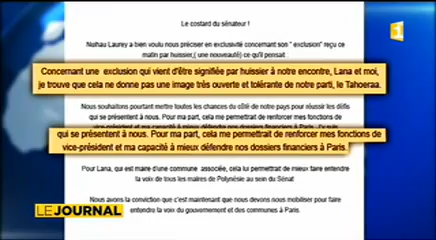 Le costard du sénateur !
Nuihau Laurey a bien voulu nous préciser en exclusivité concernant son " exclusion" reçu ce
matin par huissier,( une nouveauté) ce qu'il pensait .
Concernant une exclusion qui vient d'être signifiée par huissier à notre encontre, Lana et moi,
je trouve que cela ne donne pas une image très ouverte et tolérante de notre parti, le Tahoeraa.
Nous souhaitons pourtant mettre toutes les chances du côté de notre pays pour réussir les défis
qui se présentent à nous. Pour ma part, cela me permettrait de renforcer mes fonctions de
qui se présentent à nous. Pour ma part, cela me permettrait de renforcer mes fonctions de
vice-président et ma capacité à mieux défendre nos dossiers financiers à Paris.
Pour Lana, qui est maire d'une commune associée, cela lui permettrait de mieux faire entendre
la voix de tous les maires de Polynésie au sein du Sénat
Nous avons la conviction que c'est maintenant que nous devons nous mobiliser pour faire
entendre la voix du gouvernement et des communes à Paris.
1
LE JOURNAL